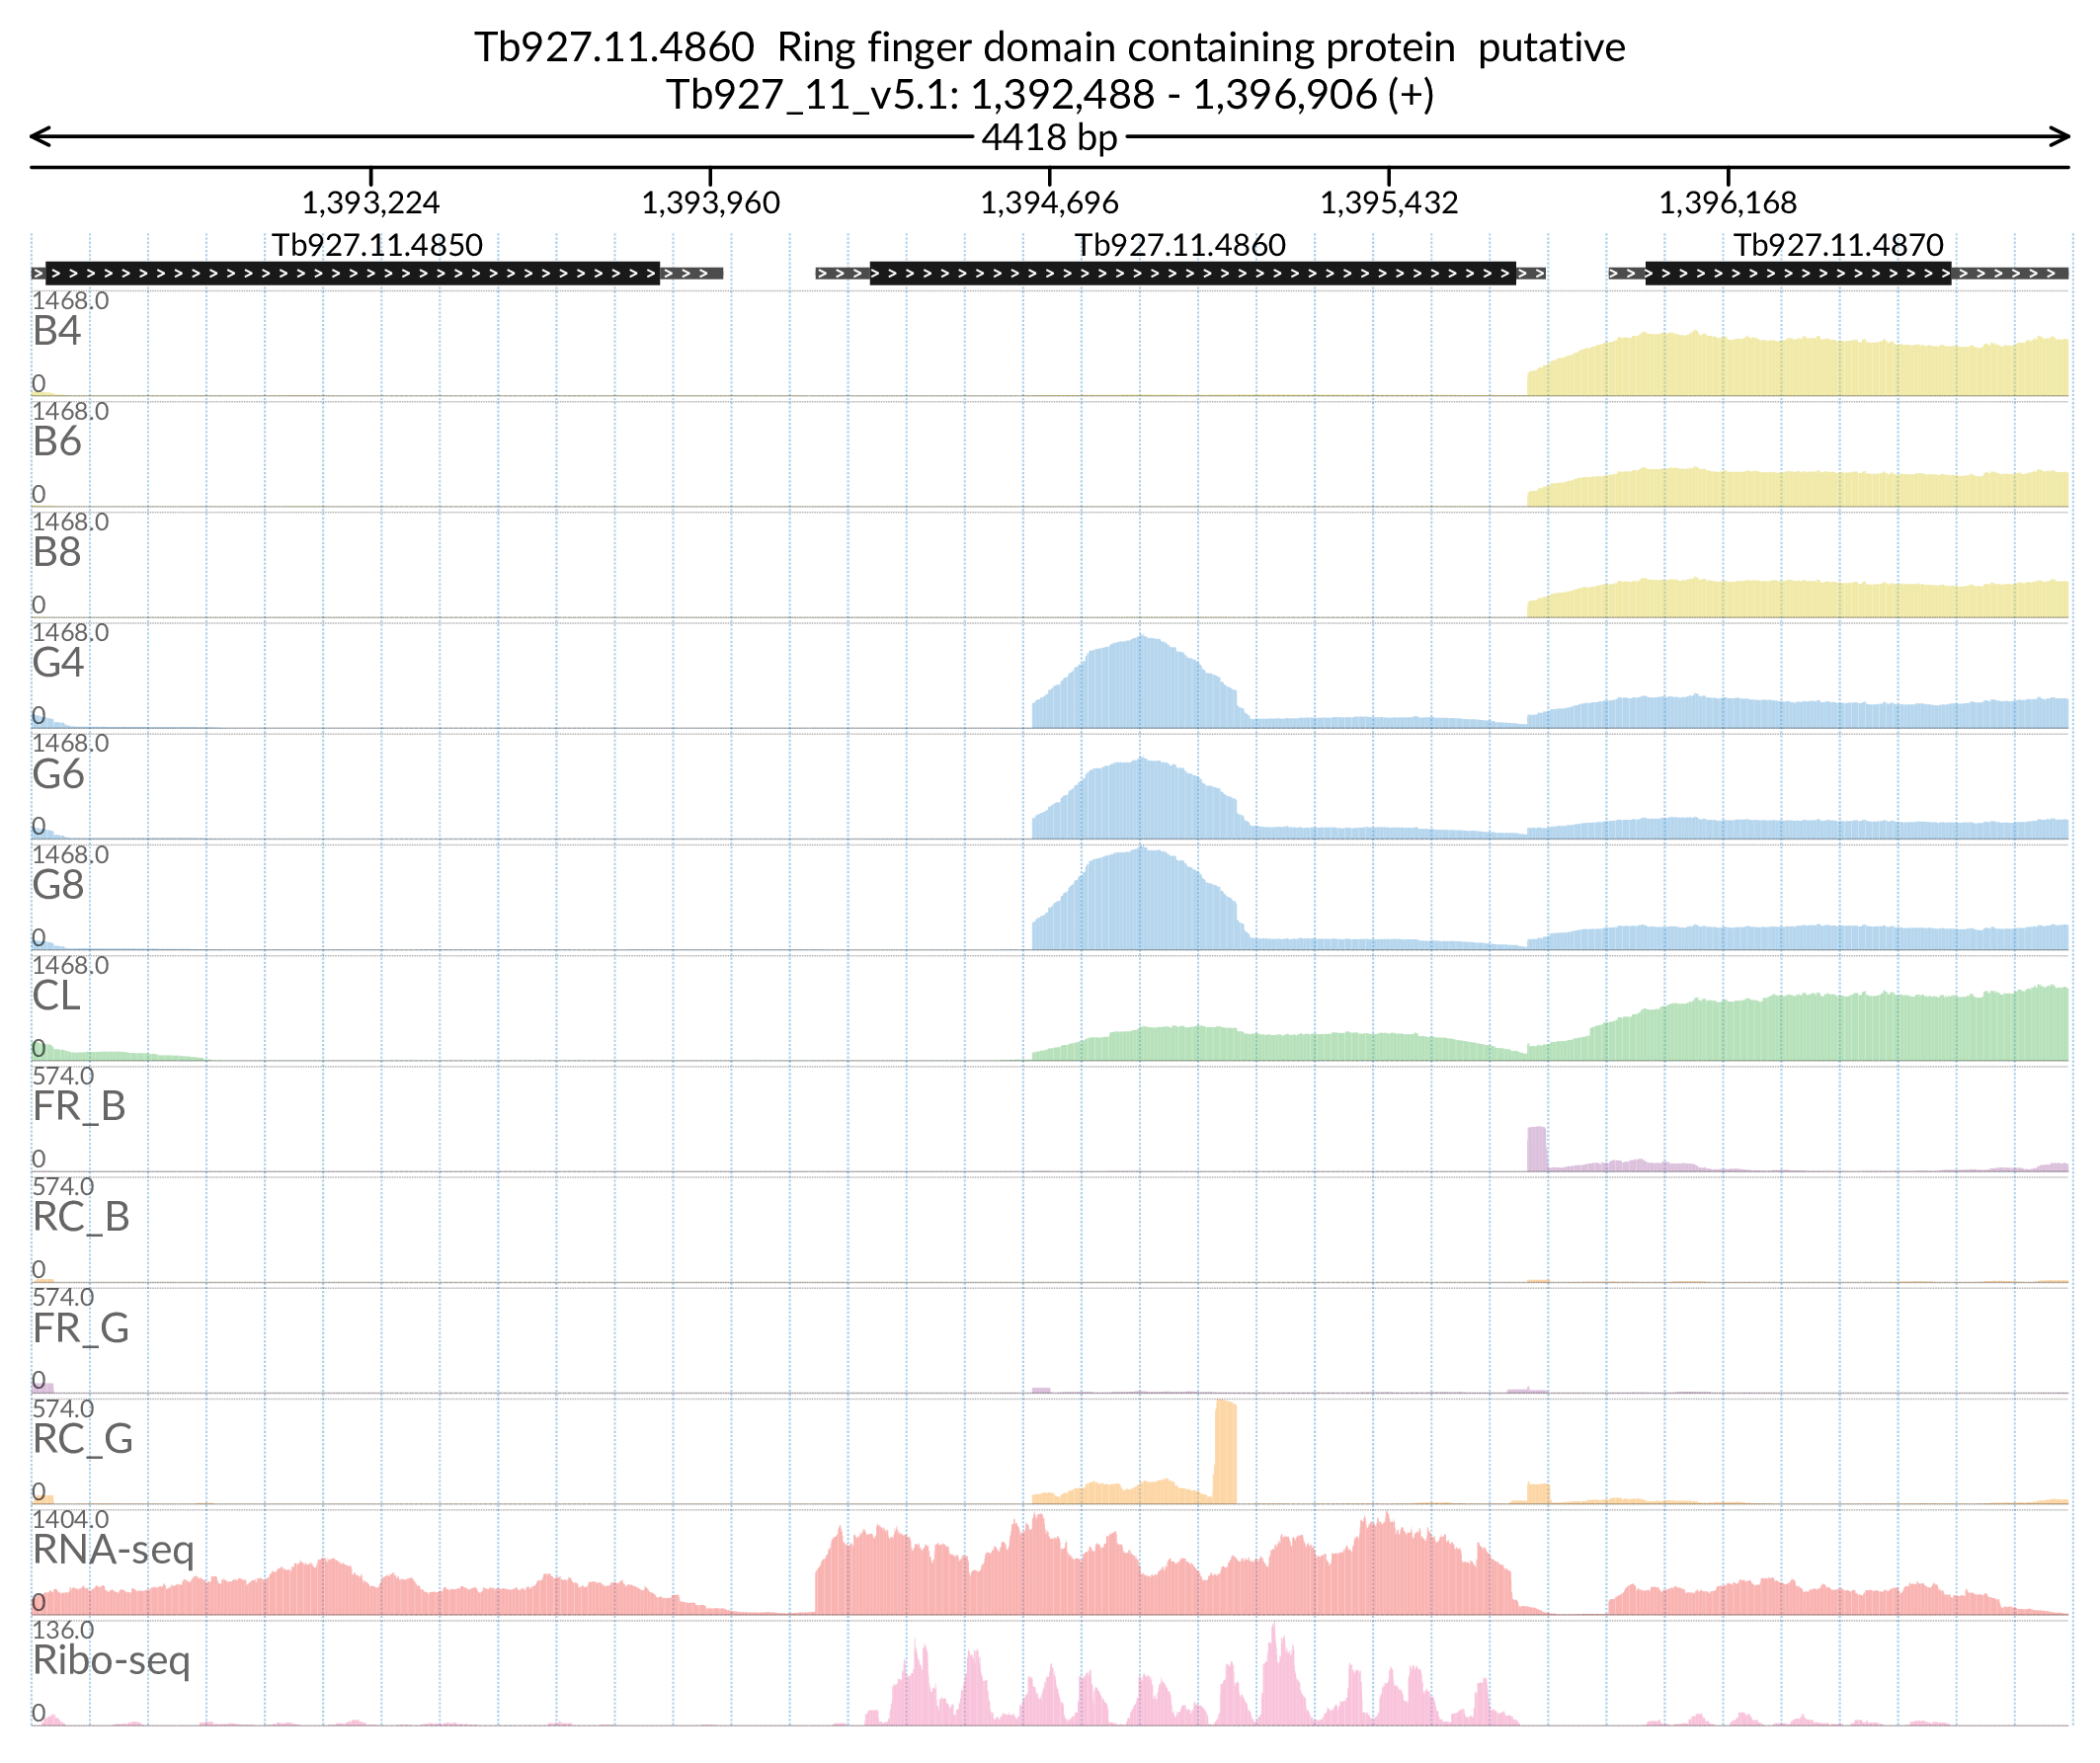 Tb927.11.4860  Ring finger domain containing protein  putative
Tb927_11_v5.1: 1,392,488 - 1,396,906 (+)
4418 bp
1,393,224 1,393,960 1,394,696 1,395,432 1,396,168
Tb927.11.4850 Tb927.11.4860 Tb927.11.4870
1468.0
B4
0
1468.0
B6
0
1468.0
B8
0
1468.0
G4
0
1468.0
G6
0
1468.0
G8
0
1468.0
CL
0
574.0
FR_B
0
574.0
RC_B
0
574.0
FR_G
0
574.0
RC_G
0
1404.0
RNA-seq
0
136.0
Ribo-seq
0